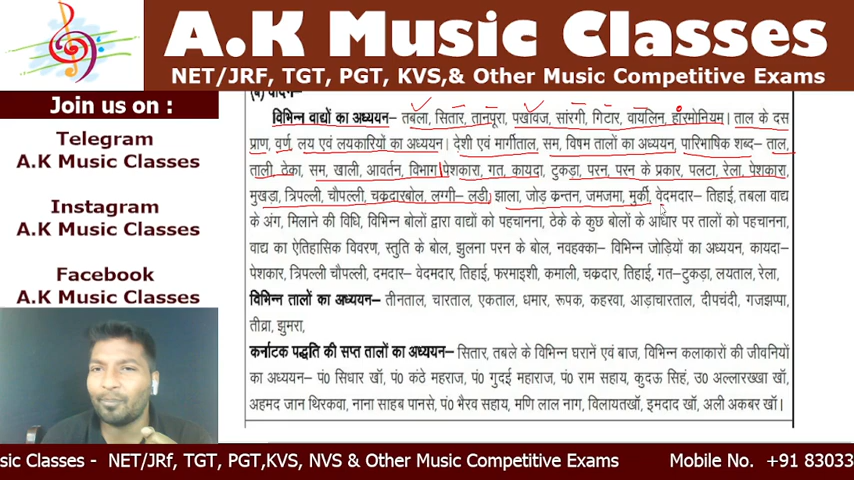 A.K Music Classes
NET/JRF, TGT, PGT, KVS,& Other Music Competitive Exams
Join us on :
Telegram
A.K Music Classes
Instagram
A.K Music Classes
Facebook
A.K Music Classes
(ब) वादन–
विभिन्न वाद्यों का अध्ययन– तबला, सितार, तानपूरा, पखावज, सांरगी, गिटार, वायलिन, हारमोनियम। ताल के दस
प्राण, वर्ण, लय एवं लयकारियों का अध्ययन। देशी एवं मार्गीताल, सम, विषम तालों का अध्ययन, पारिभाषिक शब्द– ताल,
ताली, ठेका, सम, खाली, आवर्तन, विभाग पेशकारा, गत, कायदा, टुकड़ा, परन, परन के प्रकार, पलटा, रेला, पेशकारा,
मुखड़ा, त्रिपल्ली, चौपल्ली, चक्रदारबोल, लग्गी– लडी, झाला, जोड़ क्रन्तन, जमजमा, मुर्की, वेदमदार– तिहाई, तबला वाद्य
के अंग, मिलाने की विधि, विभिन्न बोलों द्वारा वाद्यों को पहचानना, ठेके के कुछ बोलों के आधार पर तालों को पहचानना,
वाद्य का ऐतिहासिक विवरण, स्तुति के बोल, झुलना परन के बोल, नवहक्का– विभिन्न जोड़ियों का अध्ययन, कायदा–
पेशकार, त्रिपल्ली चौपल्ली, दमदार– वेदमदार, तिहाई, फरमाइशी, कमाली, चक्रदार, तिहाई, गत–टुकड़ा, लयताल, रेला,
विभिन्न तालों का अध्ययन– तीनताल, चारताल, एकताल, धमार, रूपक, कहरवा, आड़ाचारताल, दीपचंदी, गजझप्पा,
तीव्रा, झुमरा,
कर्नाटक पद्धति की सप्त तालों का अध्ययन– सितार, तबले के विभिन्न घरानें एवं बाज, विभिन्न कलाकारों की जीवनियों
का अध्ययन– पं० सिधार खॉ, पं० कंठे महराज, पं० गुदई महाराज, पं० राम सहाय, कुदऊ सिहं, उ० अल्लारख्खा खॉ,
अहमद जान थिरकवा, नाना साहब पानसे, पं० भैरव सहाय, मणि लाल नाग, विलायतखॉ, इमदाद खॉ, अली अकबर खॉ।
sic Classes - NET/JRf, TGT, PGT,KVS, NVS & Other Music Competitive Exams Mobile No. +91 83033